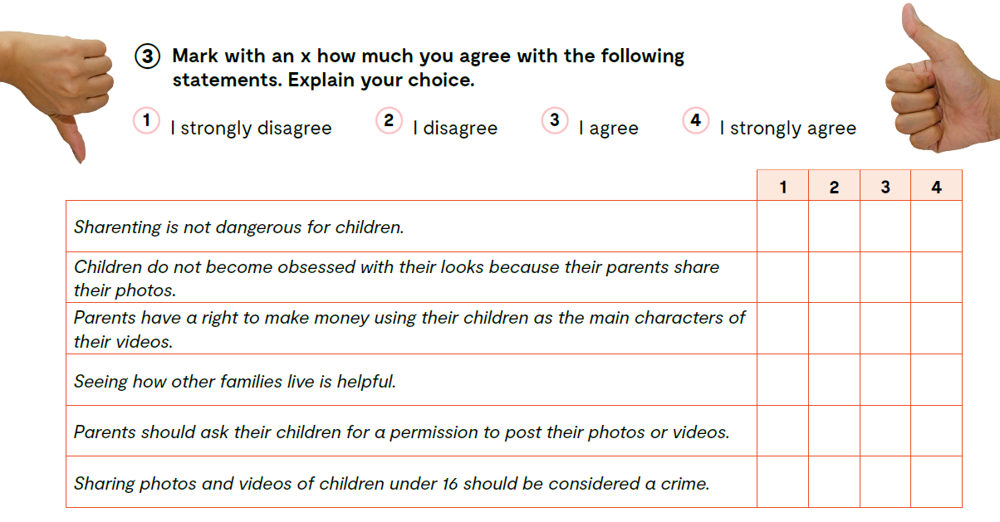 3 Mark with an x how much you agree with the following
statements. Explain your choice.
1 I strongly disagree 2 I disagree 3 I agree 4 I strongly agree
1 2 3 4
Sharenting is not dangerous for children.
Children do not become obsessed with their looks because their parents share
their photos.
Parents have a right to make money using their children as the main characters of
their videos.
Seeing how other families live is helpful.
Parents should ask their children for a permission to post their photos or videos.
Sharing photos and videos of children under 16 should be considered a crime.